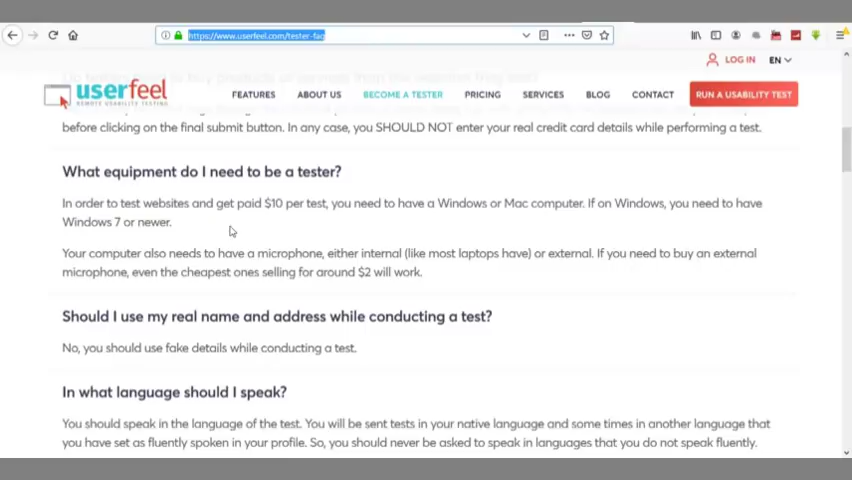 https://www.userfeel.com/tester-faq
LOG IN
EN
userfeel
REMOTE USABILITY TESTING
FEATURES
ABOUT US
BECOME A TESTER
PRICING
SERVICES
BLOG
CONTACT
RUN A USABILITY TEST
before clicking on the final submit button. In any case, you SHOULD NOT enter your real credit card details while performing a test.
What equipment do I need to be a tester?
In order to test websites and get paid $10 per test, you need to have a Windows or Mac computer. If on Windows, you need to have
Windows 7 or newer.
Your computer also needs to have a microphone, either internal (like most laptops have) or external. If you need to buy an external
microphone, even the cheapest ones selling for around $2 will work.
Should I use my real name and address while conducting a test?
No, you should use fake details while conducting a test.
In what language should I speak?
You should speak in the language of the test. You will be sent tests in your native language and some times in another language that
you have set as fluently spoken in your profile. So, you should never be asked to speak in languages that you do not speak fluently.